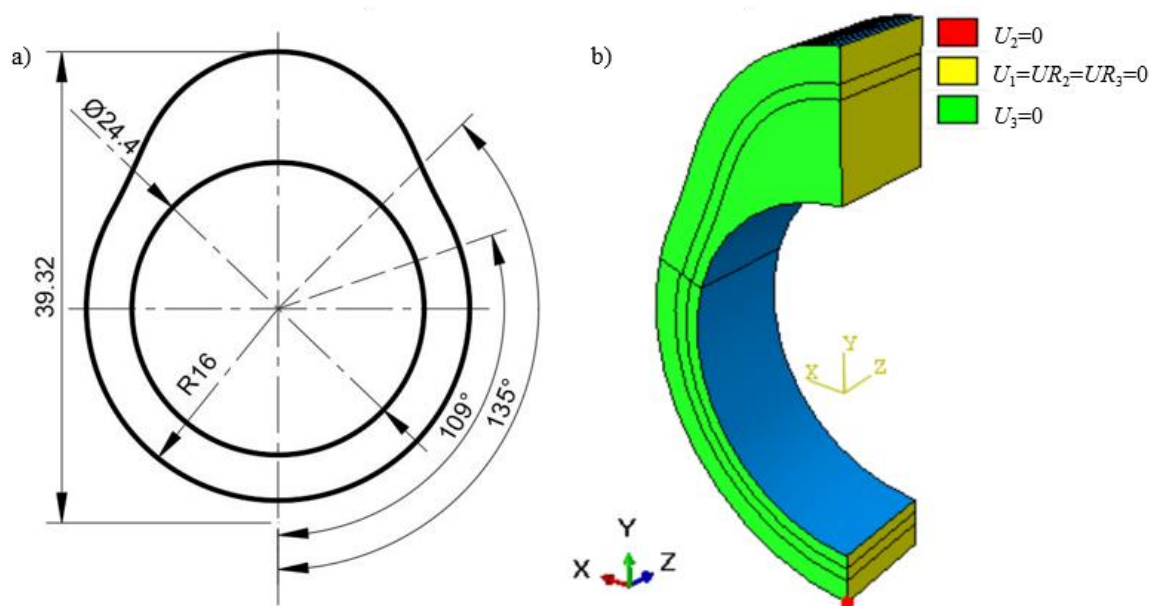 a)
Ø24.4
39.32
R16
109°
135°
b)
U₂=0
U₁=UR₂=UR₃=0
U₃=0
Y
X
Z
Y
X
Z